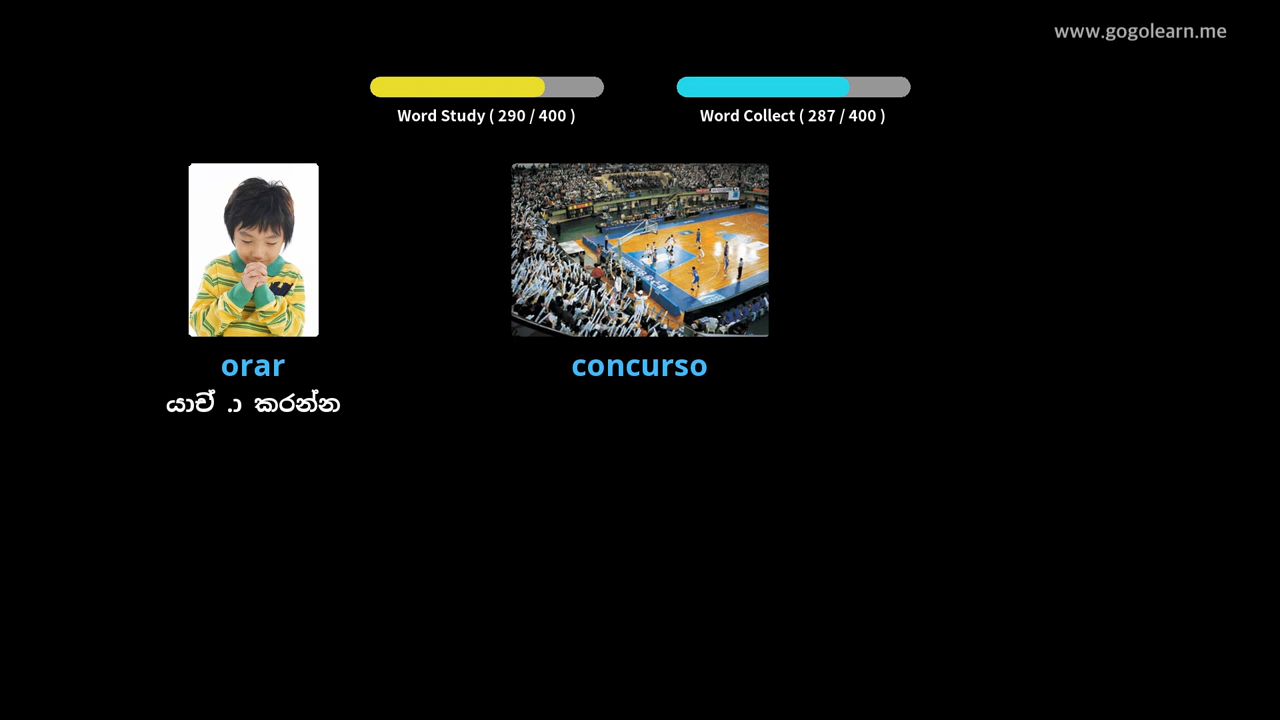 www.gogolearn.me
Word Study ( 290 / 400 )
Word Collect ( 287 / 400 )
orar
concurso
යාච් .ා කරන්න